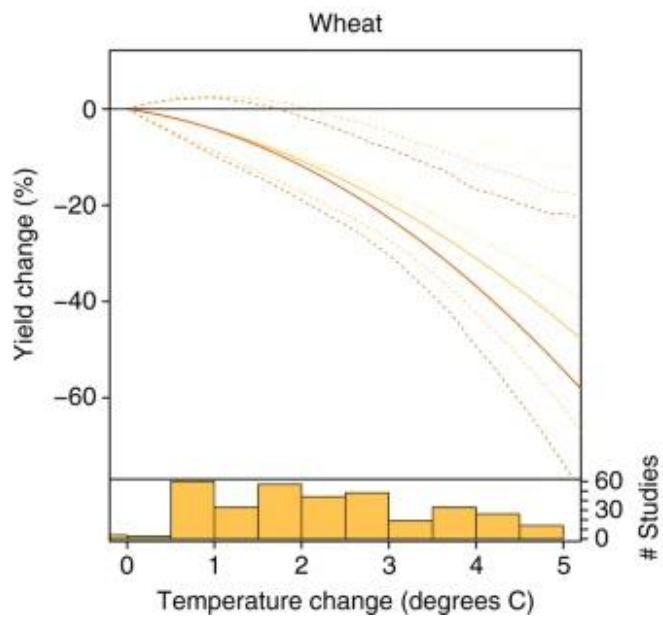 Wheat
Yield change (%)
0
−20
−40
−60
60
30
0
# Studies
0 1 2 3 4 5
Temperature change (degrees C)